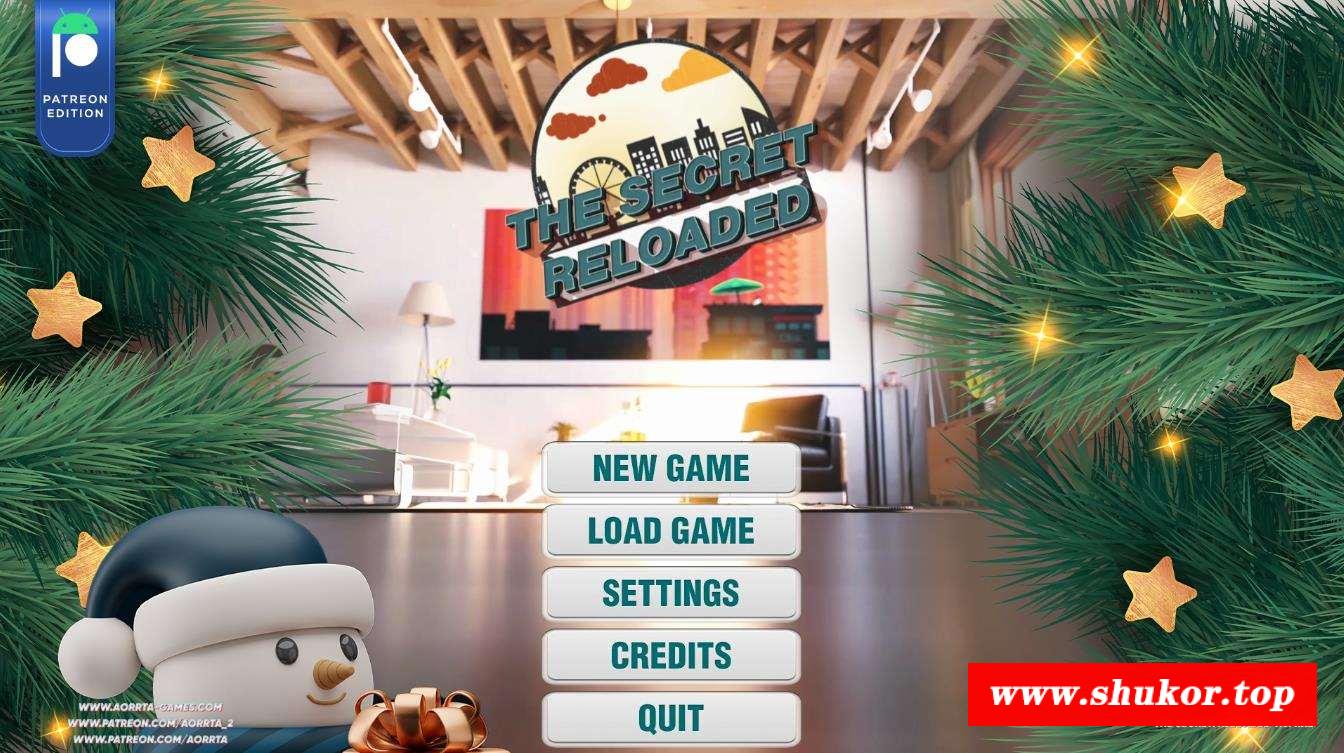 PATREON
EDITION
THE SECRET
RELOADED
NEW GAME
LOAD GAME
SETTINGS
CREDITS
QUIT
WWW.AORRTA-GAMES.COM
WWW.PATREON.COM/AORRTA_2
WWW.PATREON.COM/AORRTA
www.shukor.top